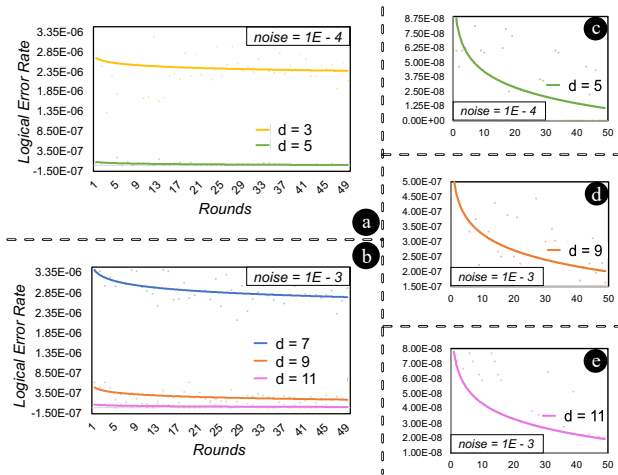 Logical Error Rate
3.35E-06
2.85E-06
2.35E-06
1.85E-06
1.35E-06
8.50E-07
3.50E-07
-1.50E-07
noise = 1E - 4
d = 3
d = 5
1 5 9 13 17 21 25 29 33 37 41 45 49
Rounds
a
b
Logical Error Rate
3.35E-06
2.85E-06
2.35E-06
1.85E-06
1.35E-06
8.50E-07
3.50E-07
-1.50E-07
noise = 1E - 3
d = 7
d = 9
d = 11
1 5 9 13 17 21 25 29 33 37 41 45 49
Rounds
c
8.75E-08
7.50E-08
6.25E-08
5.00E-08
3.75E-08
2.50E-08
1.25E-08
0.00E+00
d = 5
noise = 1E - 4
0 10 20 30 40 50
d
5.00E-07
4.50E-07
4.00E-07
3.50E-07
3.00E-07
2.50E-07
2.00E-07
1.50E-07
d = 9
noise = 1E - 3
0 10 20 30 40 50
e
8.00E-08
7.00E-08
6.00E-08
5.00E-08
4.00E-08
3.00E-08
2.00E-08
1.00E-08
d = 11
noise = 1E - 3
0 10 20 30 40 50